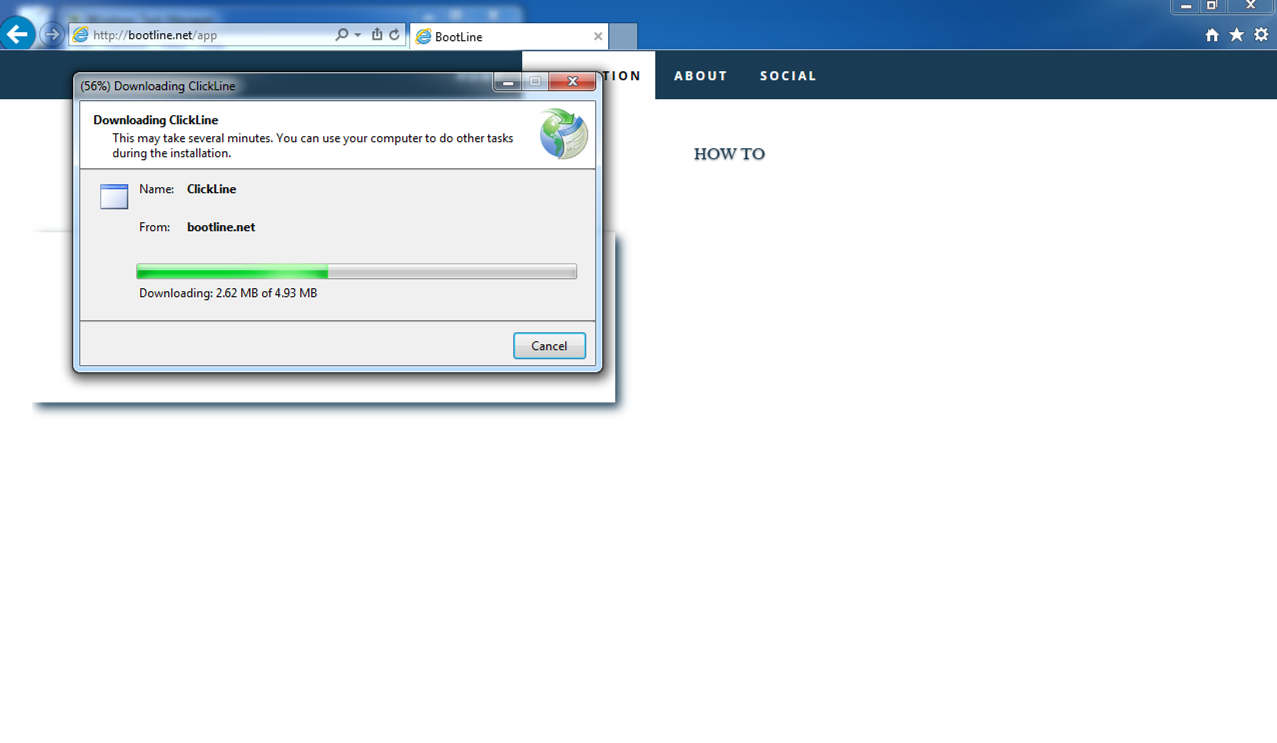 http://bootline.net/app
BootLine
TION
ABOUT
SOCIAL
(56%) Downloading ClickLine
Downloading ClickLine
This may take several minutes. You can use your computer to do other tasks
during the installation.
HOW TO
Name: ClickLine
From: bootline.net
Downloading: 2.62 MB of 4.93 MB
Cancel